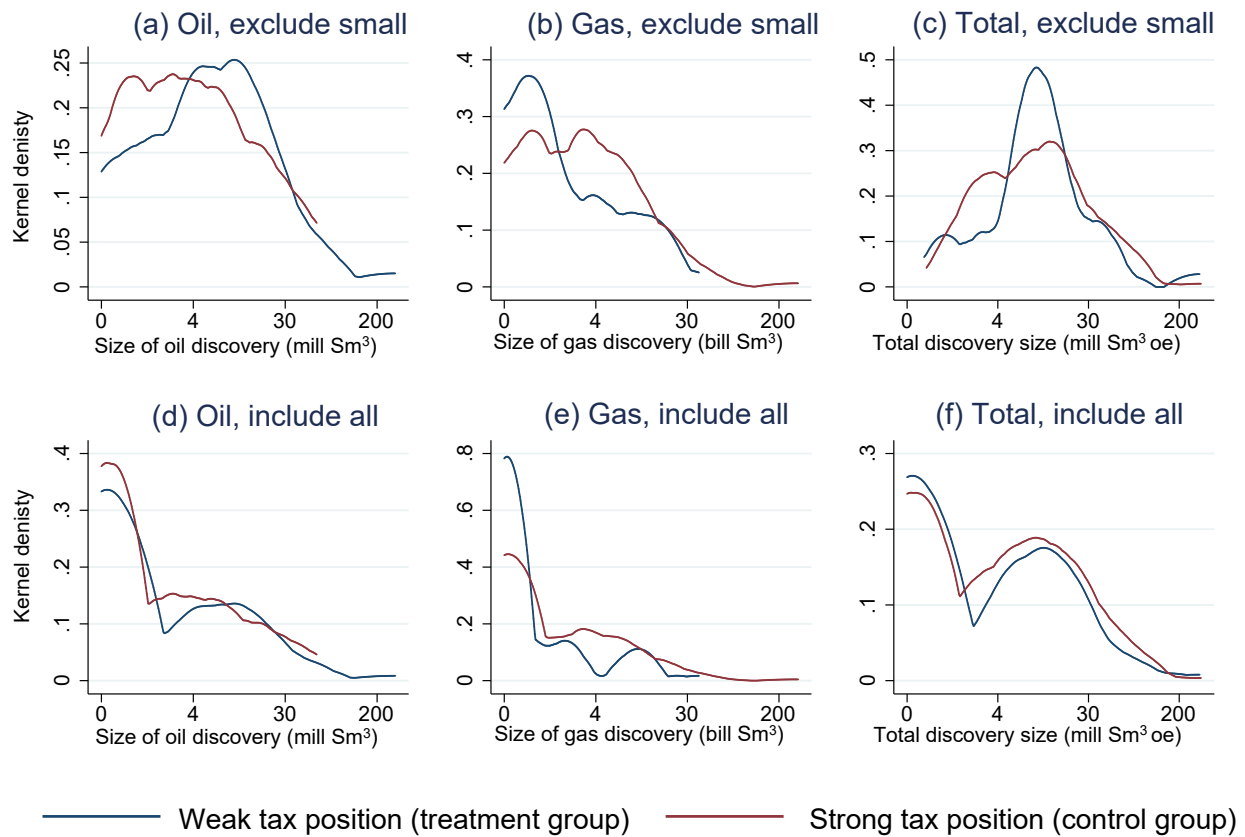 (a) Oil, exclude small
(b) Gas, exclude small
(c) Total, exclude small
Kernel denisty
0 .05 .1 .15 .2 .25
0 4 30 200
Size of oil discovery (mill Sm³)
0 .1 .2 .3 .4
0 4 30 200
Size of gas discovery (bill Sm³)
0 .1 .2 .3 .4 .5
0 4 30 200
Total discovery size (mill Sm³ oe)
(d) Oil, include all
(e) Gas, include all
(f) Total, include all
Kernel denisty
0 .1 .2 .3 .4
0 4 30 200
Size of oil discovery (mill Sm³)
0 .2 .4 .6 .8
0 4 30 200
Size of gas discovery (bill Sm³)
0 .1 .2 .3
0 4 30 200
Total discovery size (mill Sm³ oe)
Weak tax position (treatment group)
Strong tax position (control group)